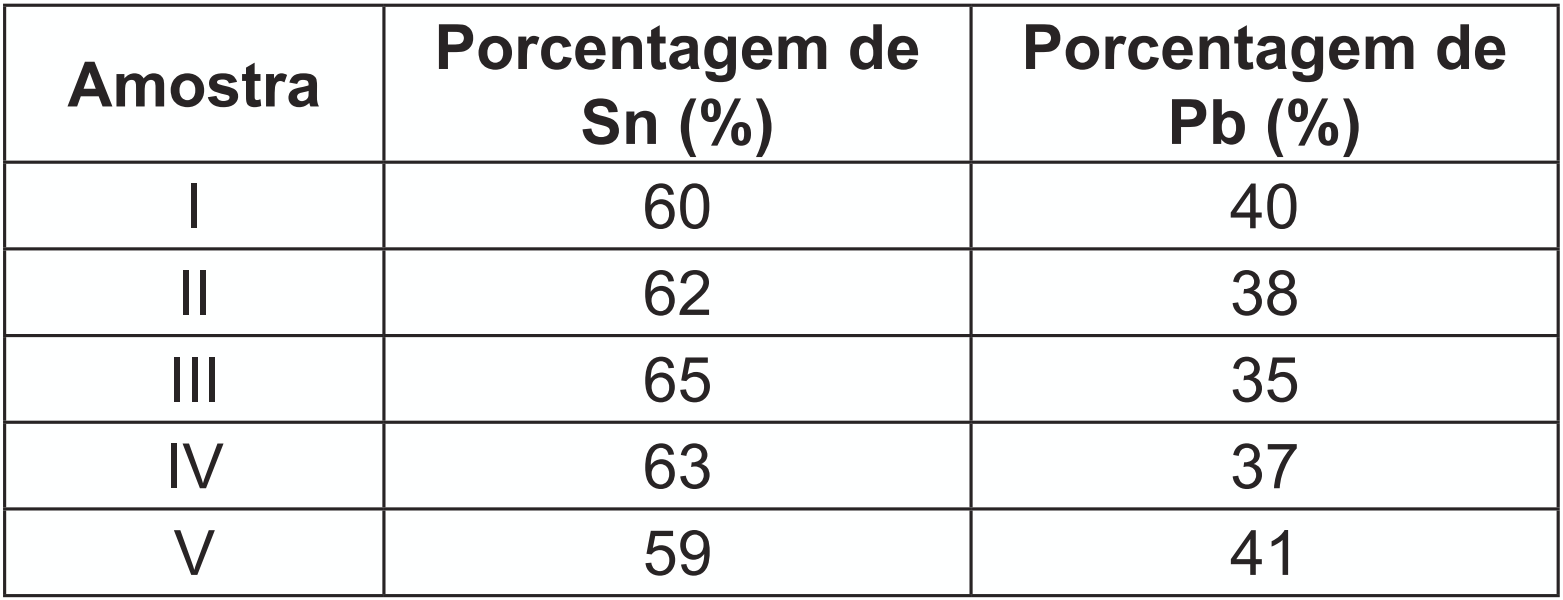 Amostra Porcentagem de Sn (%) Porcentagem de Pb (%)
I 60 40
II 62 38
III 65 35
IV 63 37
V 59 41